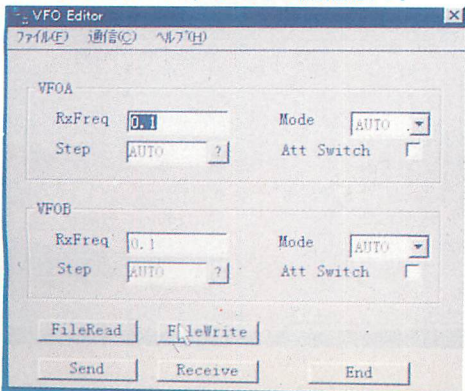 VFO Editor
ファイル(F) 通信(C) ヘルプ(H)
VFOA
RxFreq 0.1 Mode AUTO
Step AUTO ? Att Switch
VFOB
RxFreq 0.1 Mode AUTO
Step AUTO ? Att Switch
FileRead FileWrite
Send Receive End